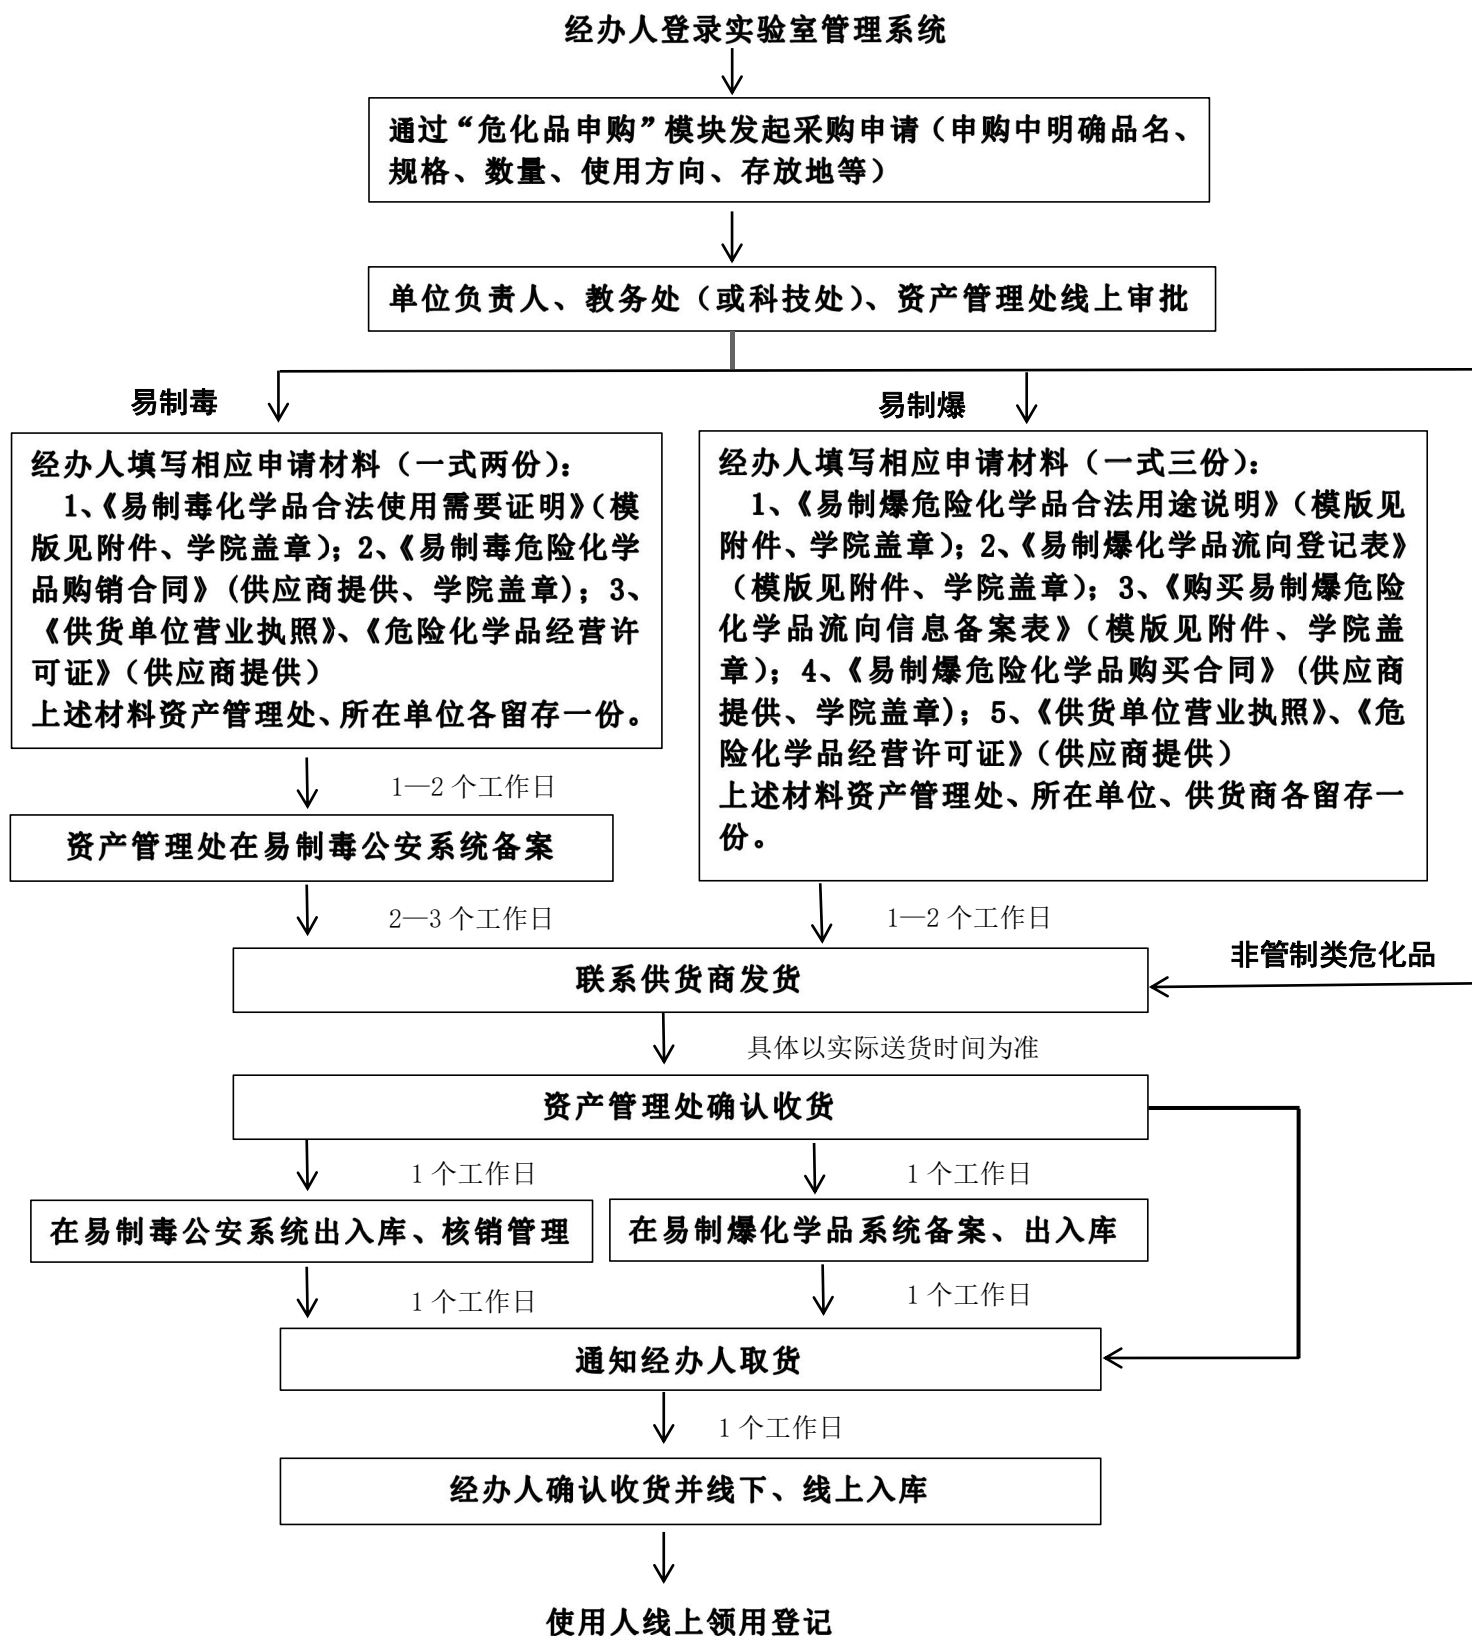 经办人登录实验室管理系统
通过“危化品申购”模块发起采购申请（申购中明确品名、
规格、数量、使用方向、存放地等）
单位负责人、教务处（或科技处）、资产管理处线上审批
易制毒
易制爆
经办人填写相应申请材料（一式两份）：
1、《易制毒化学品合法使用需要证明》（模
版见附件、学院盖章）；2、《易制毒危险化学
品购销合同》(供应商提供、学院盖章)；3、
《供货单位营业执照》、《危险化学品经营许
可证》（供应商提供）
上述材料资产管理处、所在单位各留存一份。
经办人填写相应申请材料（一式三份）：
1、《易制爆危险化学品合法用途说明》（模版见
附件、学院盖章）；2、《易制爆化学品流向登记表》
（模版见附件、学院盖章）；3、《购买易制爆危险
化学品流向信息备案表》（模版见附件、学院盖
章）；4、《易制爆危险化学品购买合同》(供应商
提供、学院盖章)；5、《供货单位营业执照》、《危
险化学品经营许可证》（供应商提供）
上述材料资产管理处、所在单位、供货商各留存一
份。
1—2 个工作日
资产管理处在易制毒公安系统备案
2—3 个工作日
1—2 个工作日
非管制类危化品
联系供货商发货
具体以实际送货时间为准
资产管理处确认收货
1 个工作日
1 个工作日
在易制毒公安系统出入库、核销管理
在易制爆化学品系统备案、出入库
1 个工作日
1 个工作日
通知经办人取货
1 个工作日
经办人确认收货并线下、线上入库
使用人线上领用登记